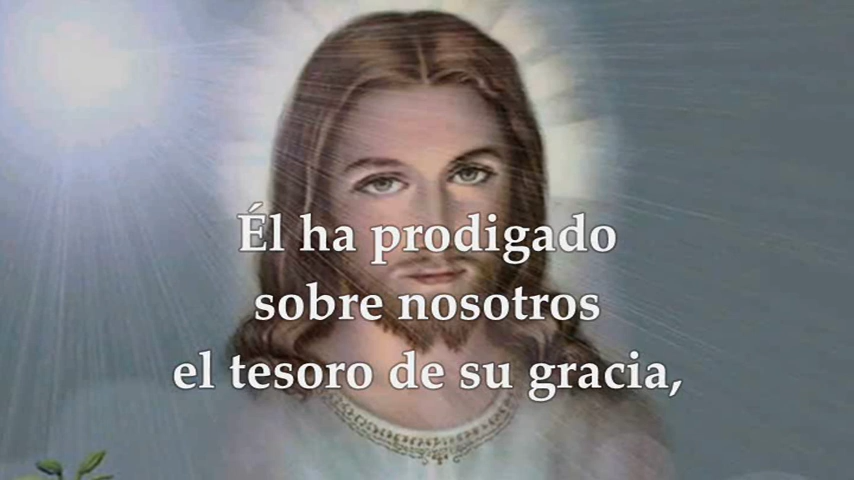 Él ha prodigado
sobre nosotros
el tesoro de su gracia,